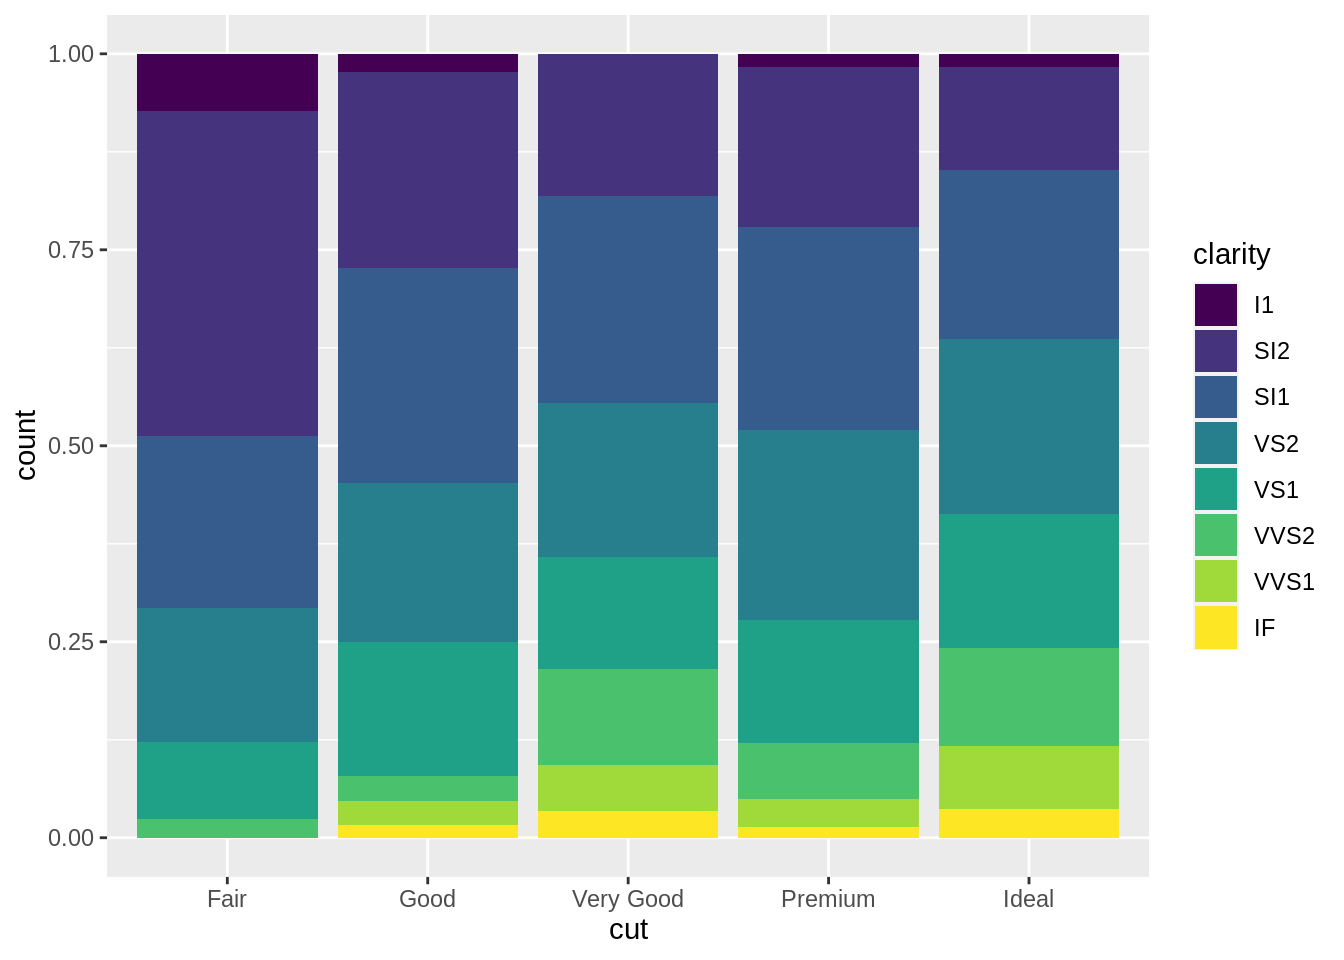 1.00
0.75
0.50
0.25
0.00
count
Fair
Good
Very Good
Premium
Ideal
cut
clarity
I1
SI2
SI1
VS2
VS1
VVS2
VVS1
IF